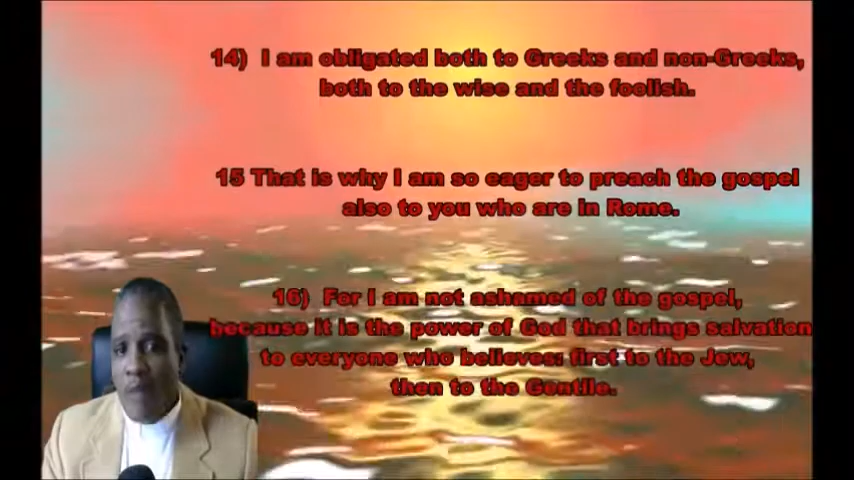 14)  I am obligated both to Greeks and non-Greeks,
both to the wise and the foolish.
15 That is why I am so eager to preach the gospel
also to you who are in Rome.
16)  For I am not ashamed of the gospel,
because it is the power of God that brings salvation
to everyone who believes: first to the Jew,
then to the Gentile.